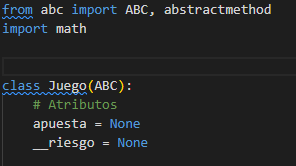 from abc import ABC, abstractmethod
import math
class Juego(ABC):
    # Atributos
    apuesta = None
    __riesgo = None